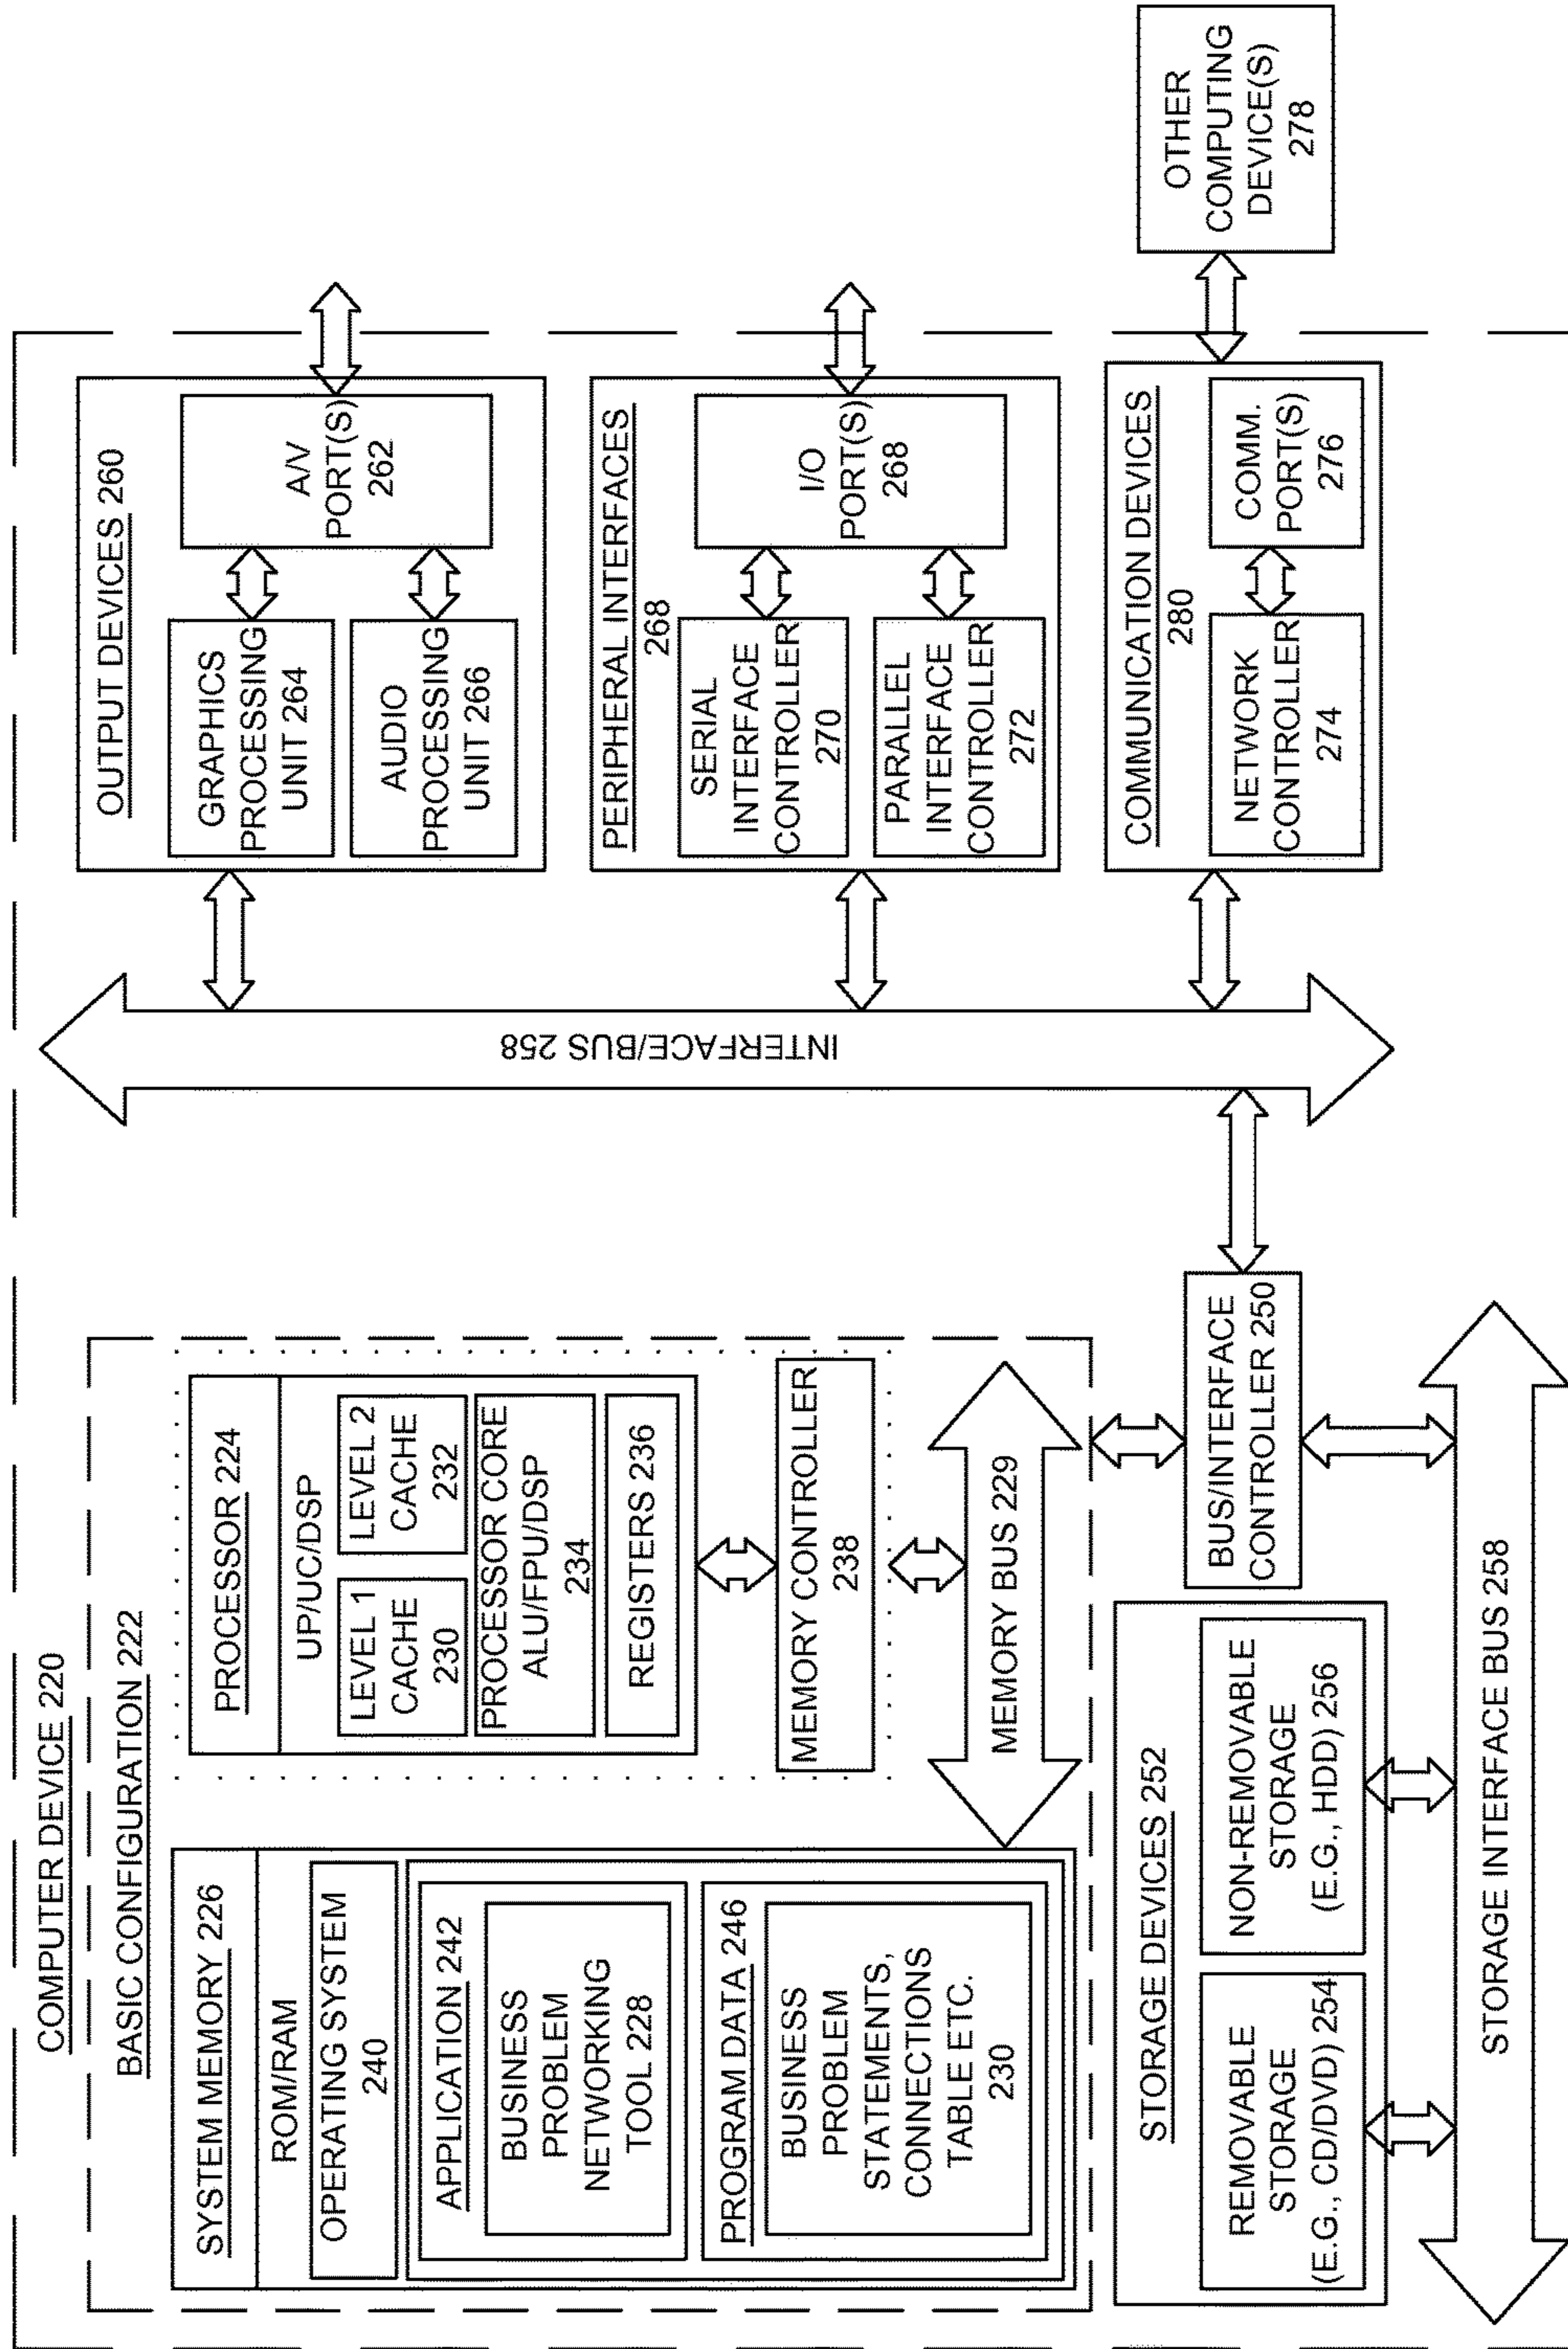 COMPUTER DEVICE 220
BASIC CONFIGURATION 222
SYSTEM MEMORY 226
ROM/RAM
OPERATING SYSTEM
240
APPLICATION 242
BUSINESS
PROBLEM
NETWORKING
TOOL 228
PROGRAM DATA 246
BUSINESS
PROBLEM
STATEMENTS,
CONNECTIONS
TABLE ETC.
230
PROCESSOR 224
UP/UC/DSP
LEVEL 1
CACHE
230
LEVEL 2
CACHE
232
PROCESSOR CORE
ALU/FPU/DSP
234
REGISTERS 236
MEMORY CONTROLLER
238
MEMORY BUS 229
BUS/INTERFACE
CONTROLLER 250
STORAGE DEVICES 252
REMOVABLE
STORAGE
(E.G., CD/DVD) 254
NON-REMOVABLE
STORAGE
(E.G., HDD) 256
STORAGE INTERFACE BUS 258
INTERFACE/BUS 258
OUTPUT DEVICES 260
GRAPHICS
PROCESSING
UNIT 264
AUDIO
PROCESSING
UNIT 266
A/V
PORT(S)
262
PERIPHERAL INTERFACES
268
SERIAL
INTERFACE
CONTROLLER
270
PARALLEL
INTERFACE
CONTROLLER
272
I/O
PORT(S)
268
COMMUNICATION DEVICES
280
NETWORK
CONTROLLER
274
COMM.
PORT(S)
276
OTHER
COMPUTING
DEVICE(S)
278